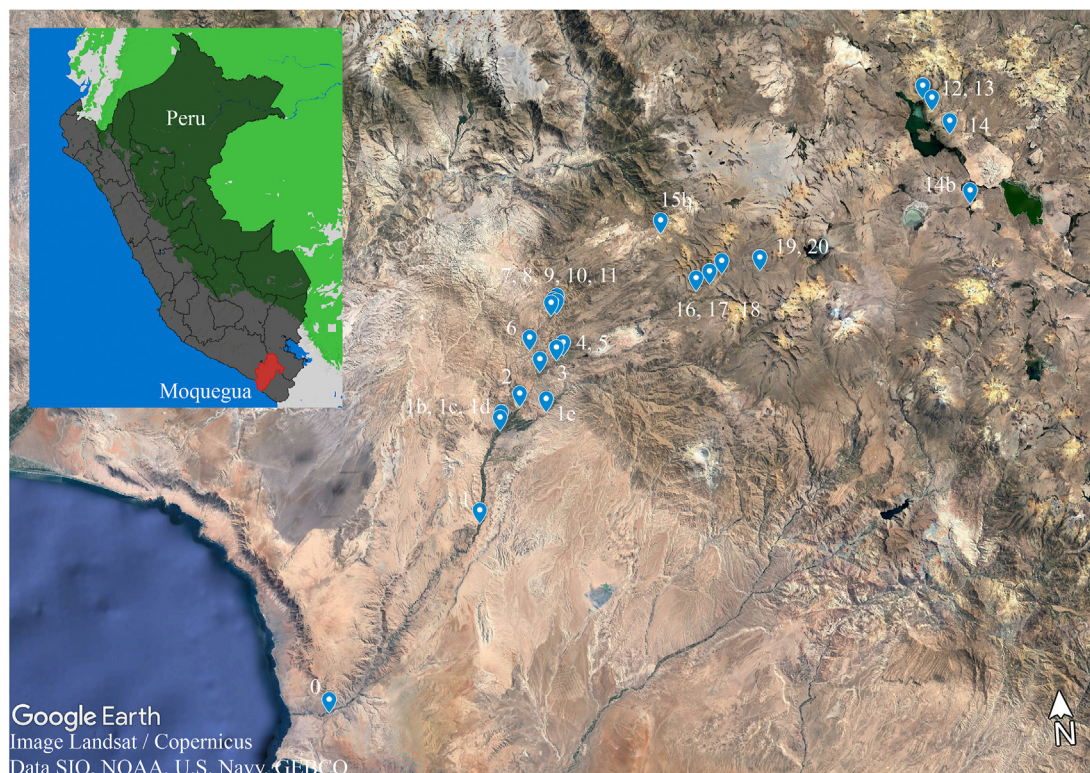 Peru
Moquegua
12, 13
14
14b
15b
19, 20
16, 17, 18
7, 8, 9, 10, 11
6
4, 5
3
2
1e
1b, 1c, 1d
1
0
Google Earth
Image Landsat / Copernicus
Data SIO, NOAA, U.S. Navy, GEBCO
N